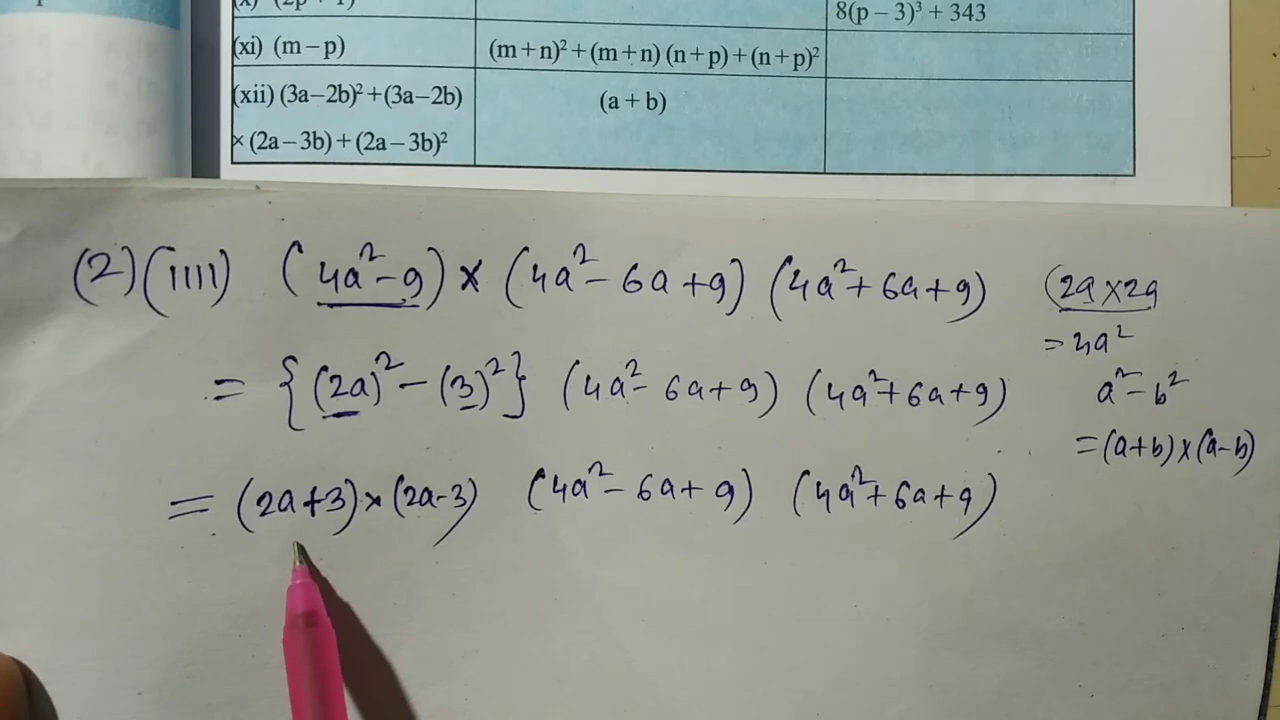 8(p – 3)³ + 343
(xi) (m – p) (m + n)² + (m + n) (n + p) + (n + p)²
(xii) (3a – 2b)² + (3a – 2b) (a + b)
× (2a – 3b) + (2a – 3b)²
(2) (iiii) (4a² - 9) × (4a² - 6a + 9) (4a² + 6a + 9) (2a × 2a
= 4a²
= {(2a)² - (3)²} (4a² - 6a + 9) (4a² + 6a + 9) a² - b²
= (a+b) × (a-b)
= (2a+3) × (2a-3) (4a² - 6a + 9) (4a² + 6a + 9)